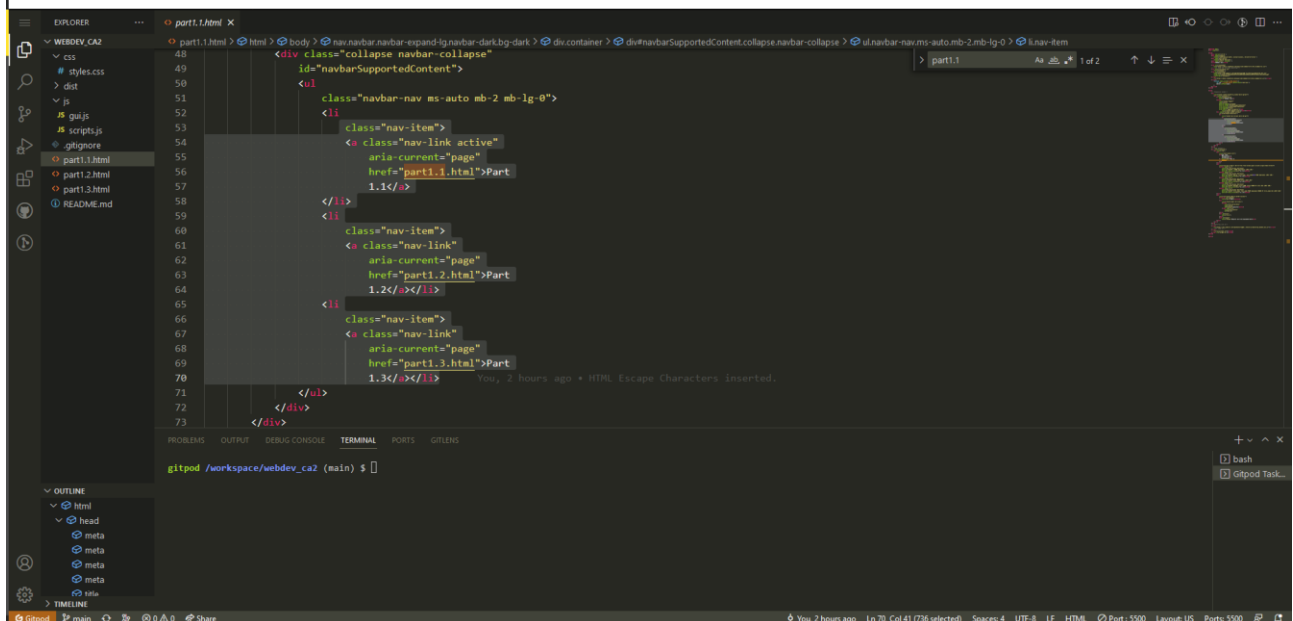 EXPLORER
part1.1.html
WEBDEV_CA2
part1.1.html > html > body > nav.navbar.navbar-expand-lg.navbar-dark.bg-dark > div.container > div#navbarSupportedContent.collapse.navbar-collapse > ul.navbar-nav.ms-auto.mb-2.mb-lg-0 > li.nav-item
css
# styles.css
dist
js
JS gui.js
JS scripts.js
.gitignore
part1.1.html
part1.2.html
part1.3.html
README.md
part1.1
Aa ab .* 1 of 2
48 <div class="collapse navbar-collapse"
49 id="navbarSupportedContent">
50 <ul
51 class="navbar-nav ms-auto mb-2 mb-lg-0">
52 <li
53 class="nav-item">
54 <a class="nav-link active"
55 aria-current="page"
56 href="part1.1.html">Part
57 1.1</a>
58 </li>
59 <li
60 class="nav-item">
61 <a class="nav-link"
62 aria-current="page"
63 href="part1.2.html">Part
64 1.2</a></li>
65 <li
66 class="nav-item">
67 <a class="nav-link"
68 aria-current="page"
69 href="part1.3.html">Part
70 1.3</a></li> You, 2 hours ago • HTML Escape Characters inserted.
71 </ul>
72 </div>
73 </div>
PROBLEMS OUTPUT DEBUG CONSOLE TERMINAL PORTS GITLENS
gitpod /workspace/webdev_ca2 (main) $
bash
Gitpod Task...
OUTLINE
html
head
meta
meta
meta
meta
title
TIMELINE
Gitpod main 0 0 Share You, 2 hours ago Ln 70, Col 41 (736 selected) Spaces: 4 UTF-8 LF HTML Port : 5500 Layout: US Ports: 5500